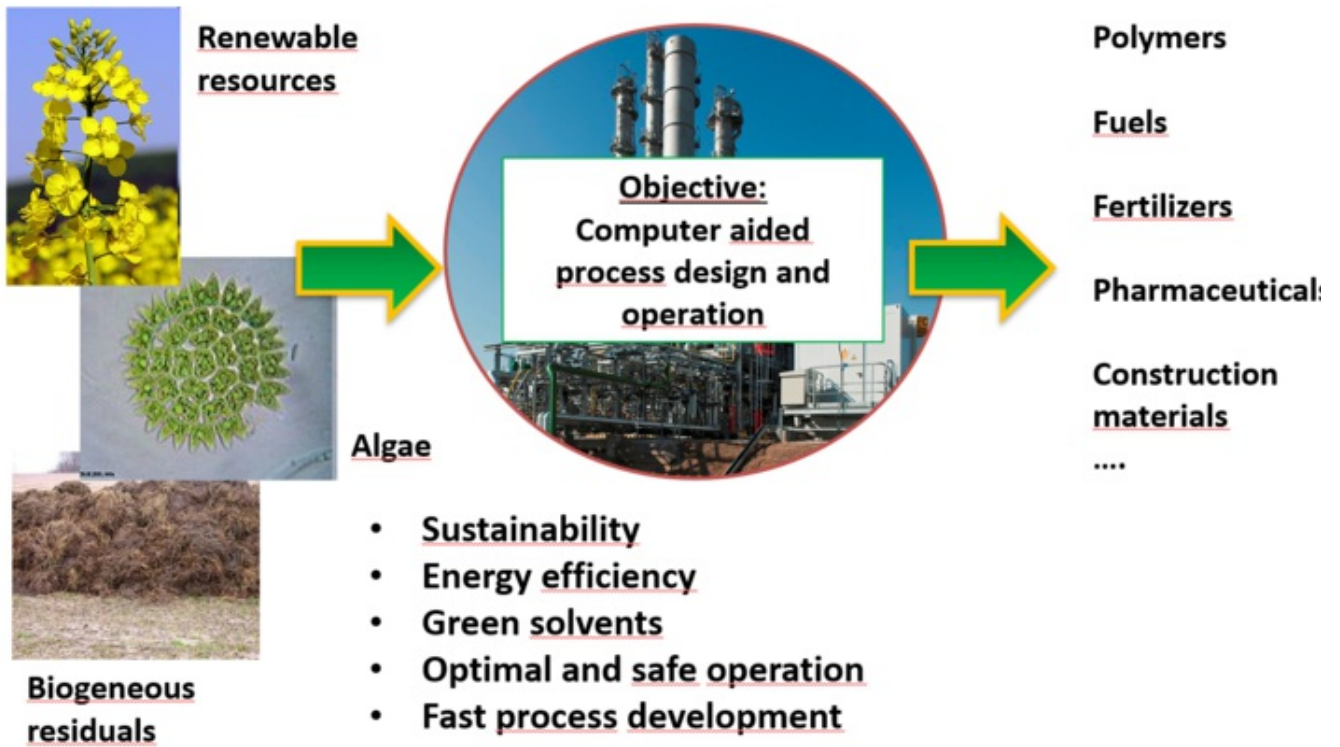 Renewable
resources
Algae
Biogeneous
residuals
Objective:
Computer aided
process design and
operation
• Sustainability
• Energy efficiency
• Green solvents
• Optimal and safe operation
• Fast process development
Polymers
Fuels
Fertilizers
Pharmaceuticals
Construction
materials
....